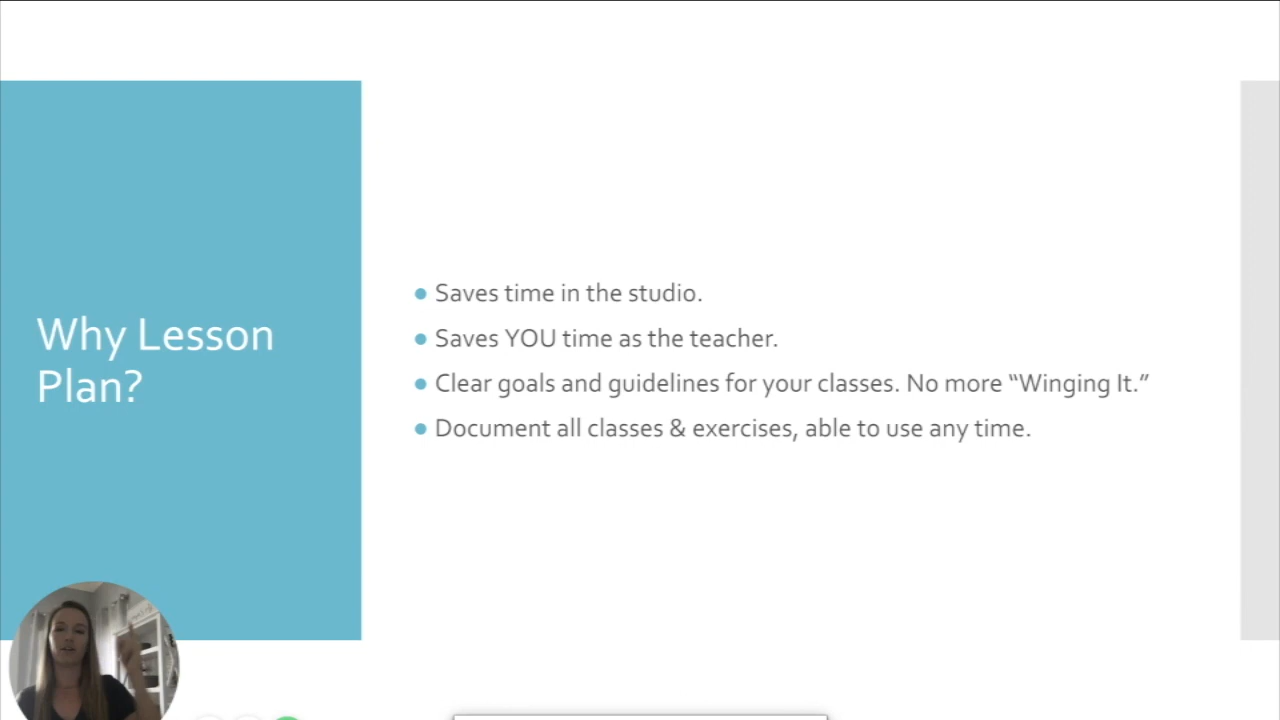 Why Lesson
Plan?
Saves time in the studio.
Saves YOU time as the teacher.
Clear goals and guidelines for your classes. No more “Winging It.”
Document all classes & exercises, able to use any time.